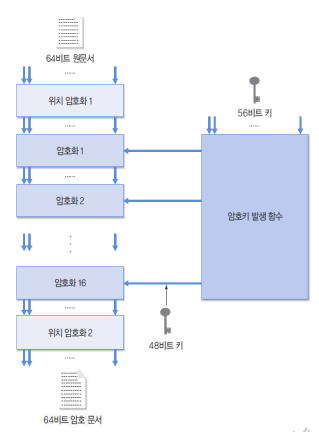 64비트 원문서
......
위치 암호화 1
......
암호화 1
......
암호화 2
.
.
.
암호화 16
......
위치 암호화 2
......
64비트 암호 문서
56비트 키
......
암호키 발생 함수
48비트 키